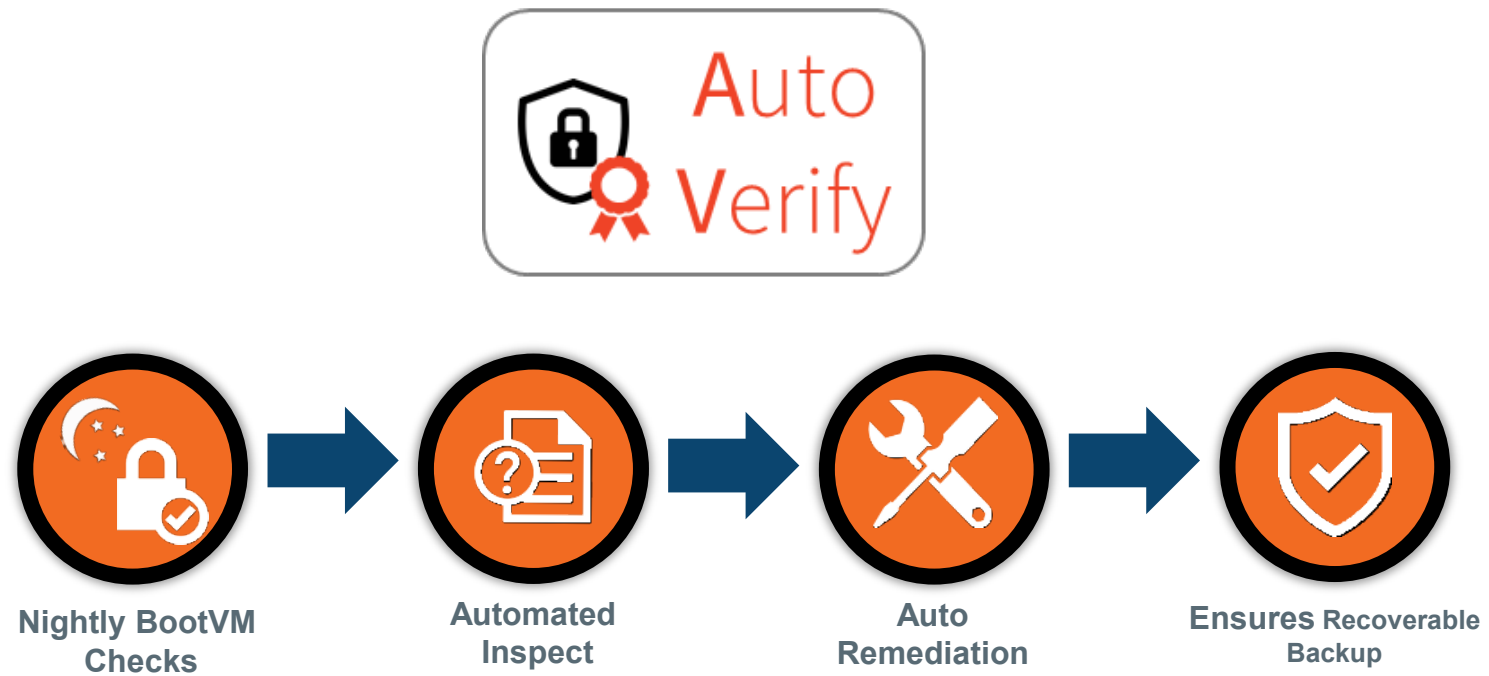 Auto
Verify
?
Nightly BootVM
Checks
Automated
Inspect
Auto
Remediation
Ensures Recoverable
Backup